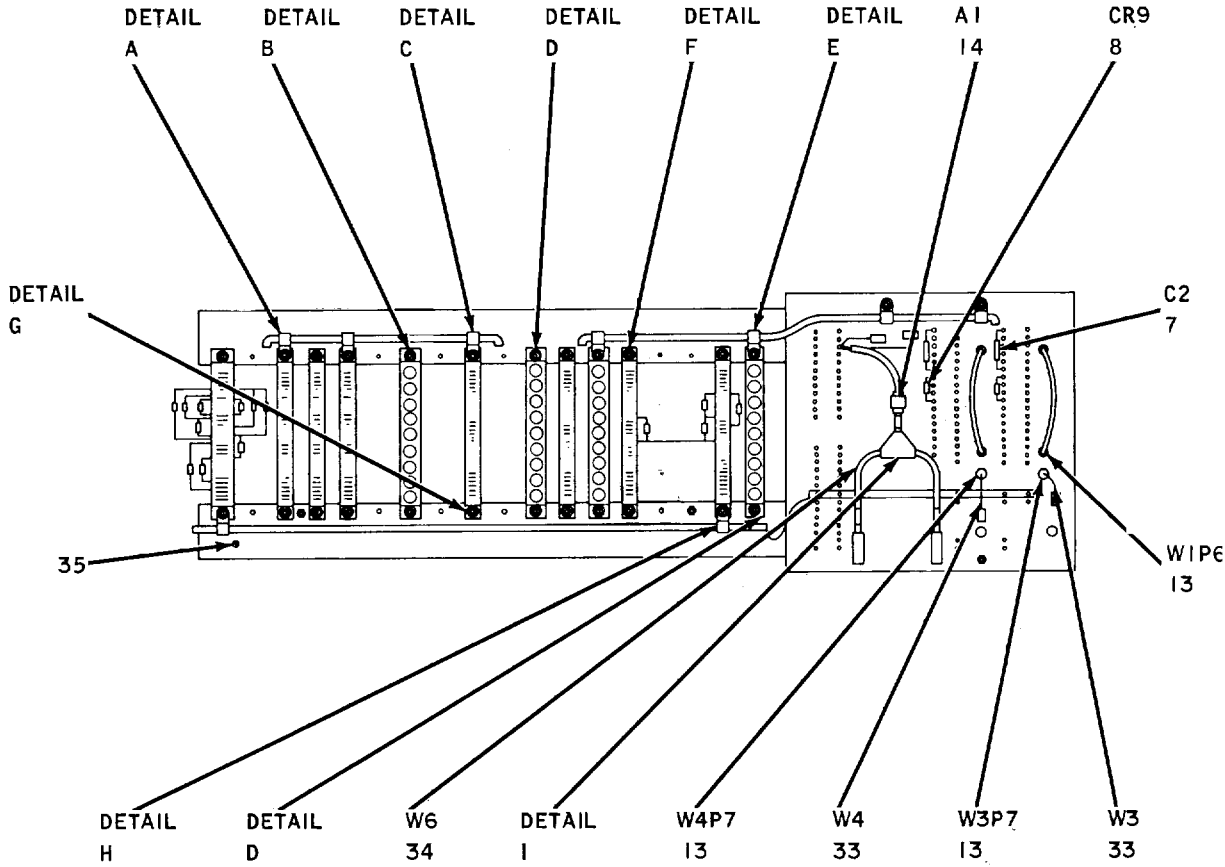 DETAIL DETAIL DETAIL DETAIL DETAIL DETAIL A1 CR9
A B C D F E 14 8
DETAIL
G
C2
7
35
W1P6
13
DETAIL DETAIL W6 DETAIL W4P7 W4 W3P7 W3
H D 34 I 13 33 13 33